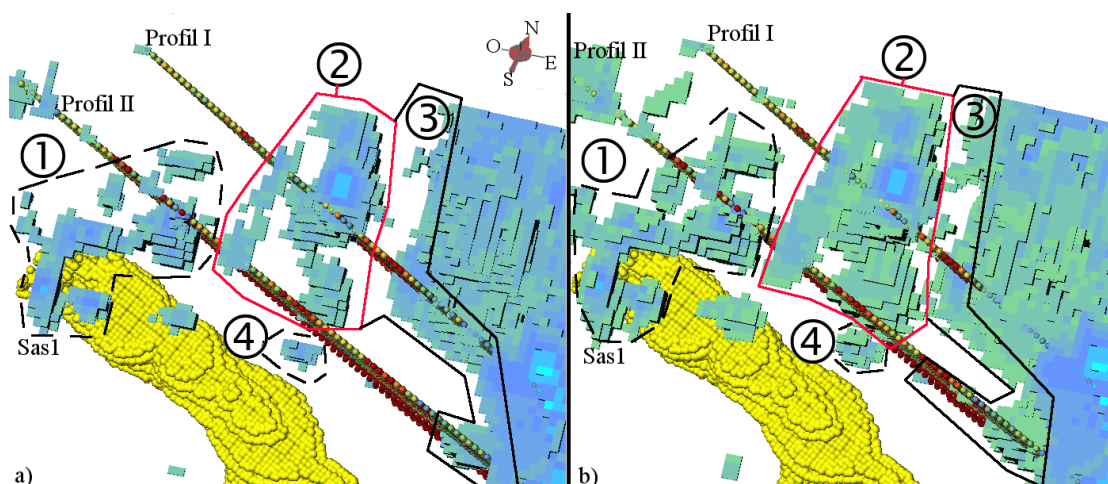 Profil I
N
O
E
S
②
Profil II
③
①
④
Sas1
a)
Profil I
Profil II
②
③
①
④
Sas1
b)